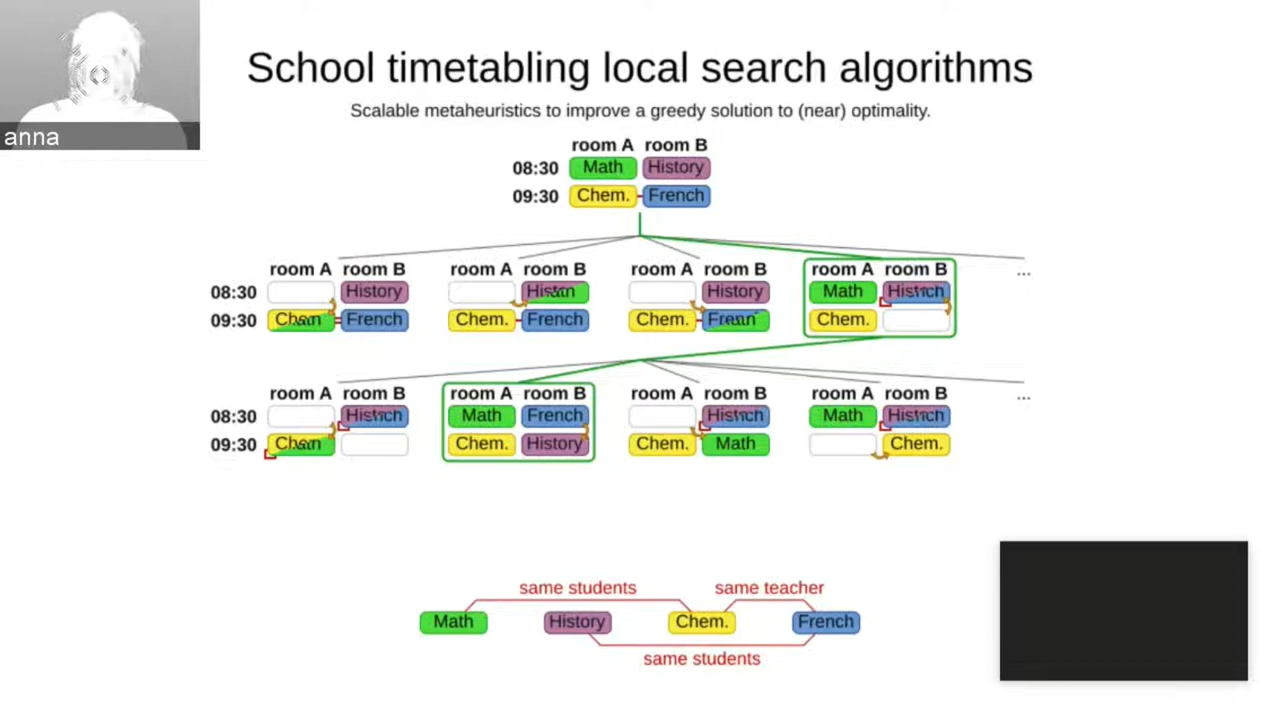 anna
School timetabling local search algorithms
Scalable metaheuristics to improve a greedy solution to (near) optimality.
room A room B
08:30 Math History
09:30 Chem. French
room A room B room A room B room A room B room A room B ...
08:30 History History Math
09:30 French Chem. French Chem. Chem.
room A room B room A room B room A room B room A room B ...
08:30 Math French Math
09:30 Chem. History Chem. Math Chem.
same students same teacher
Math History Chem. French
same students